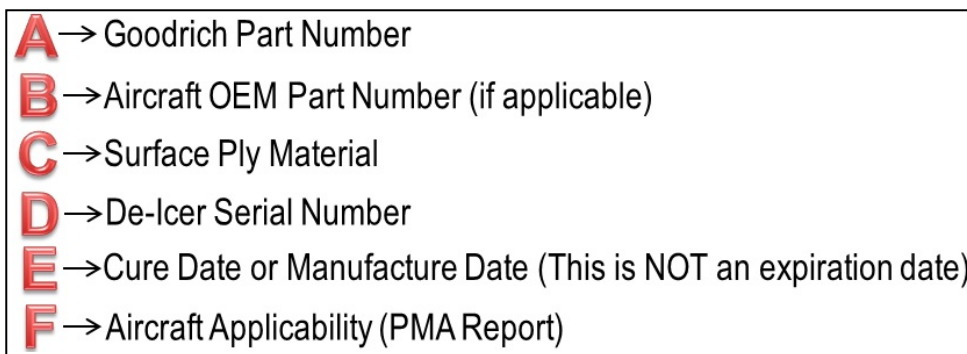 A → Goodrich Part Number
B → Aircraft OEM Part Number (if applicable)
C → Surface Ply Material
D → De-Icer Serial Number
E → Cure Date or Manufacture Date (This is NOT an expiration date)
F → Aircraft Applicability (PMA Report)